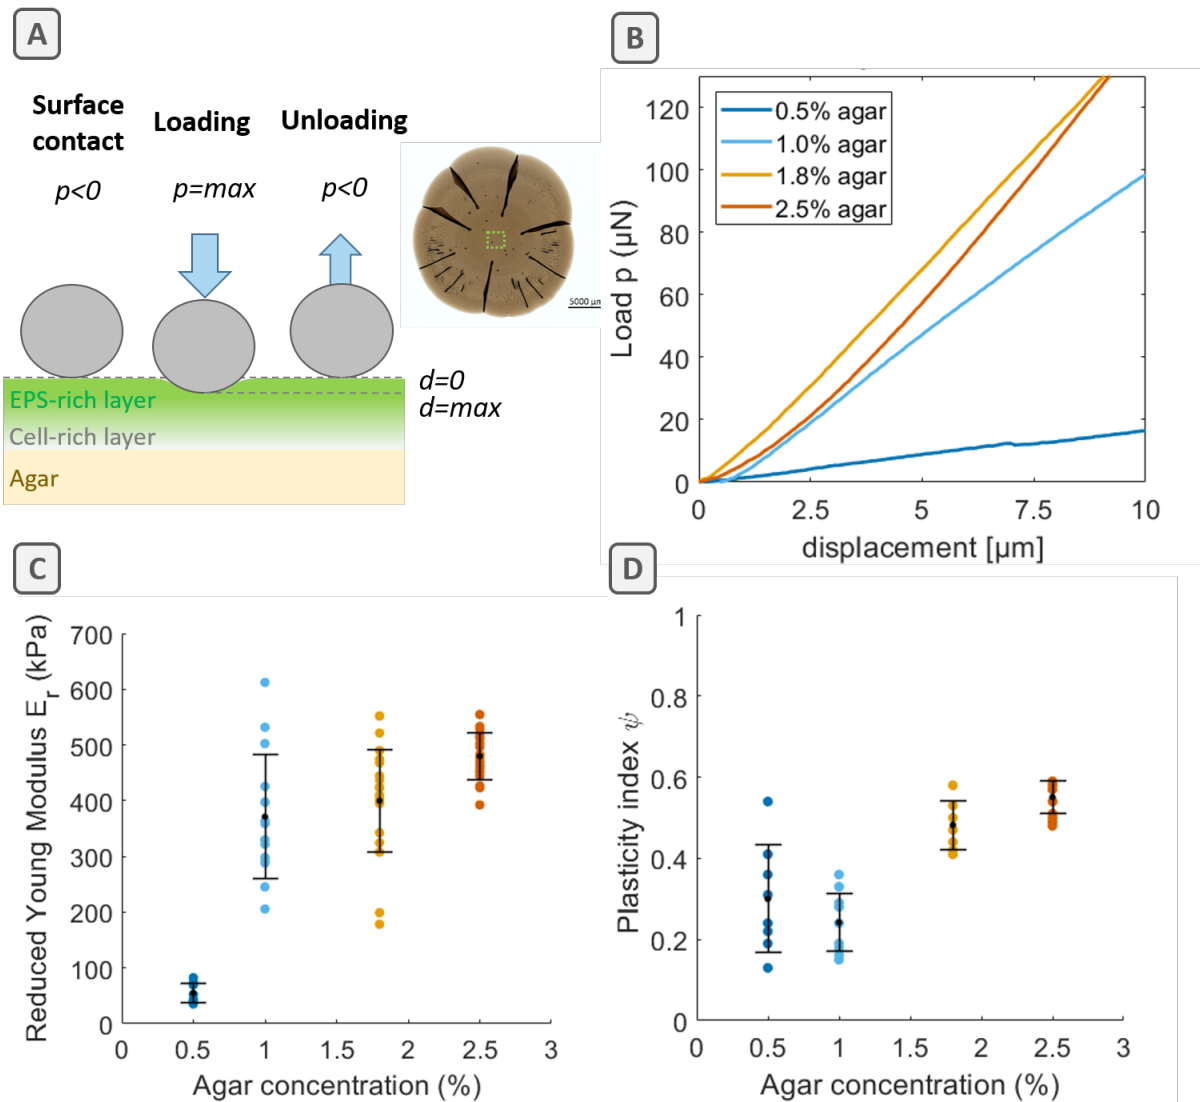 A
Surface
contact
Loading
Unloading
p<0
p=max
p<0
5000 µm
d=0
d=max
EPS-rich layer
Cell-rich layer
Agar
B
Load p (µN)
120
100
80
60
40
20
0
0.5% agar
1.0% agar
1.8% agar
2.5% agar
0 2.5 5 7.5 10
displacement [µm]
C
Reduced Young Modulus E_r (kPa)
700
600
500
400
300
200
100
0
0 0.5 1 1.5 2 2.5 3
Agar concentration (%)
D
Plasticity index ψ
1
0.8
0.6
0.4
0.2
0
0 0.5 1 1.5 2 2.5 3
Agar concentration (%)